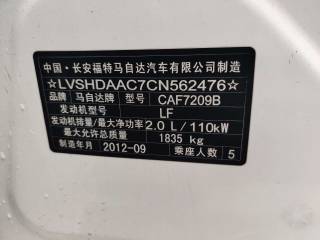 中国·长安福特马自达汽车有限公司制造
☆LVSHDAAC7CN562476☆
品牌 马自达 型号 CAF7209B
发动机型号 LF
发动机排量/最大净功率 2.0 L/110kW
最大允许总质量 1835 kg
制造年月 2012-09 乘座人数 5